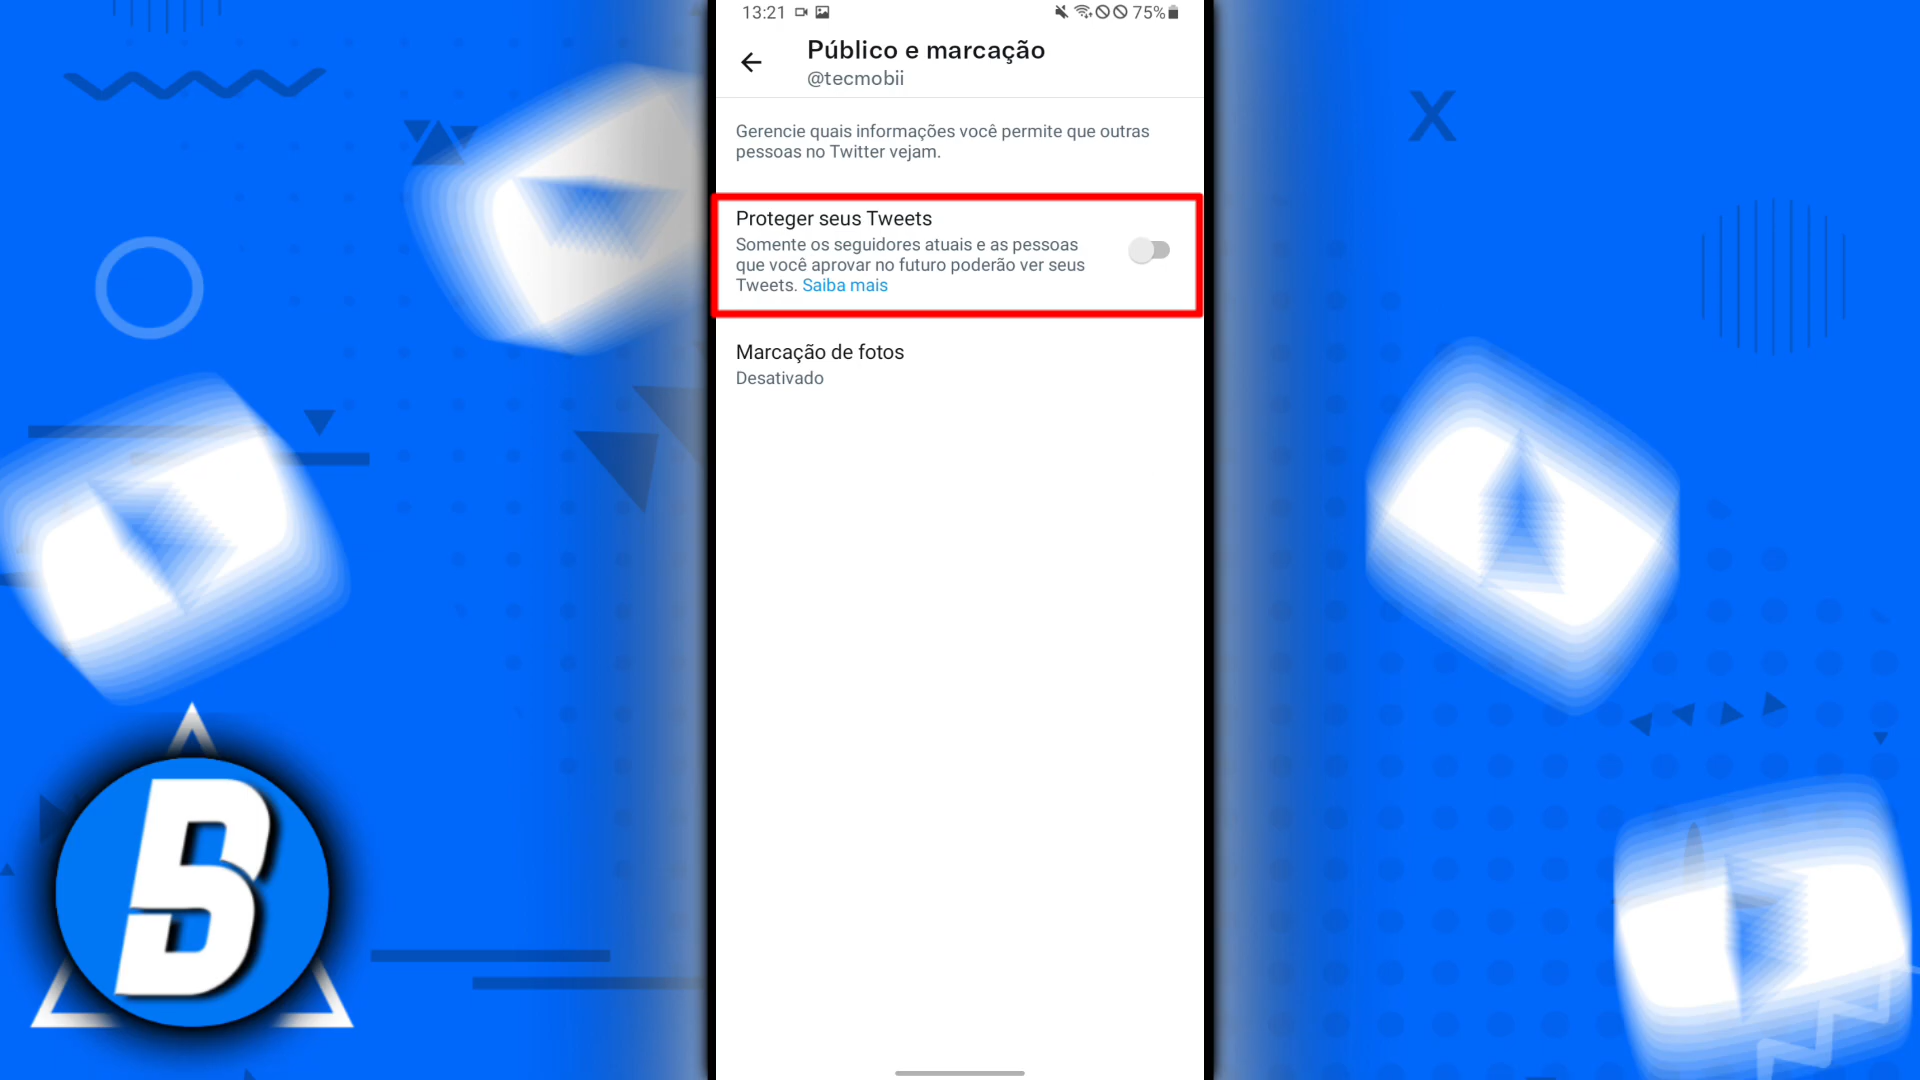 13:21
75%
Público e marcação
@tecmobii
Gerencie quais informações você permite que outras
pessoas no Twitter vejam.
Proteger seus Tweets
Somente os seguidores atuais e as pessoas
que você aprovar no futuro poderão ver seus
Tweets. Saiba mais
Marcação de fotos
Desativado
B